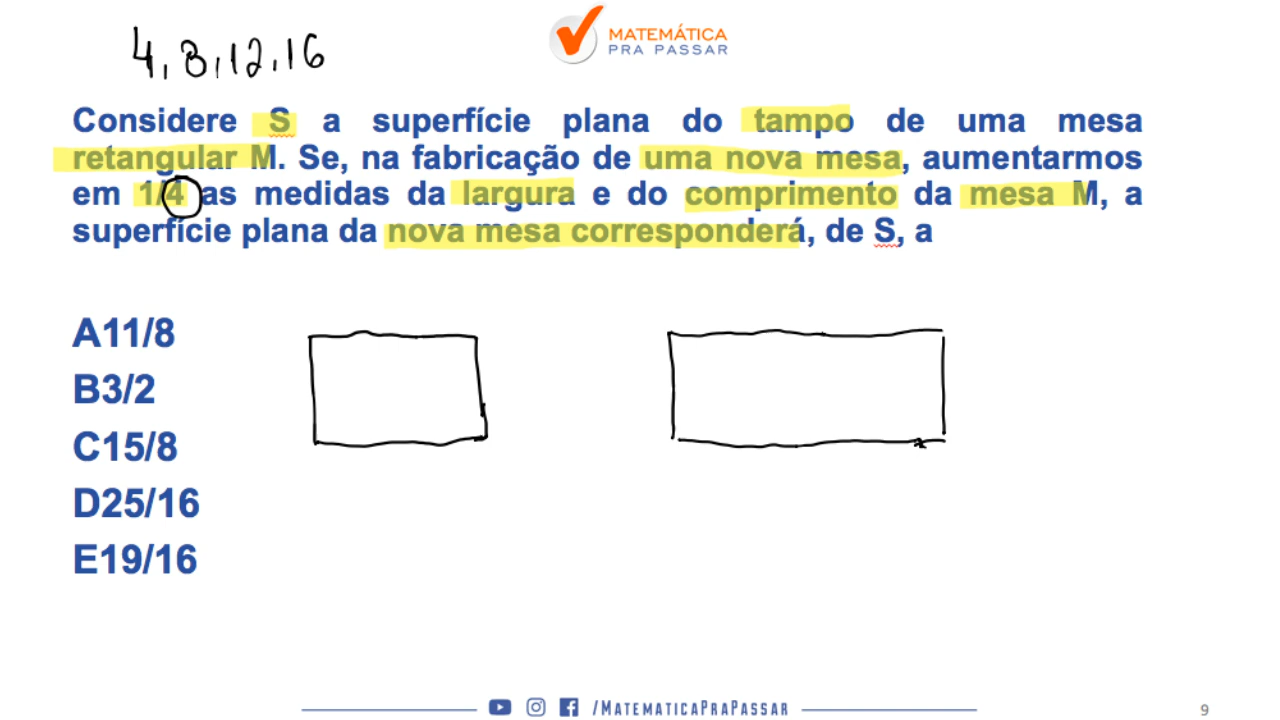 4, 8, 12, 16
MATEMÁTICA
PRA PASSAR
Considere S a superfície plana do tampo de uma mesa
retangular M. Se, na fabricação de uma nova mesa, aumentarmos
em 1/4 as medidas da largura e do comprimento da mesa M, a
superfície plana da nova mesa corresponderá, de S, a
A11/8
B3/2
C15/8
D25/16
E19/16
/MATEMATICAPRAPASSAR
9